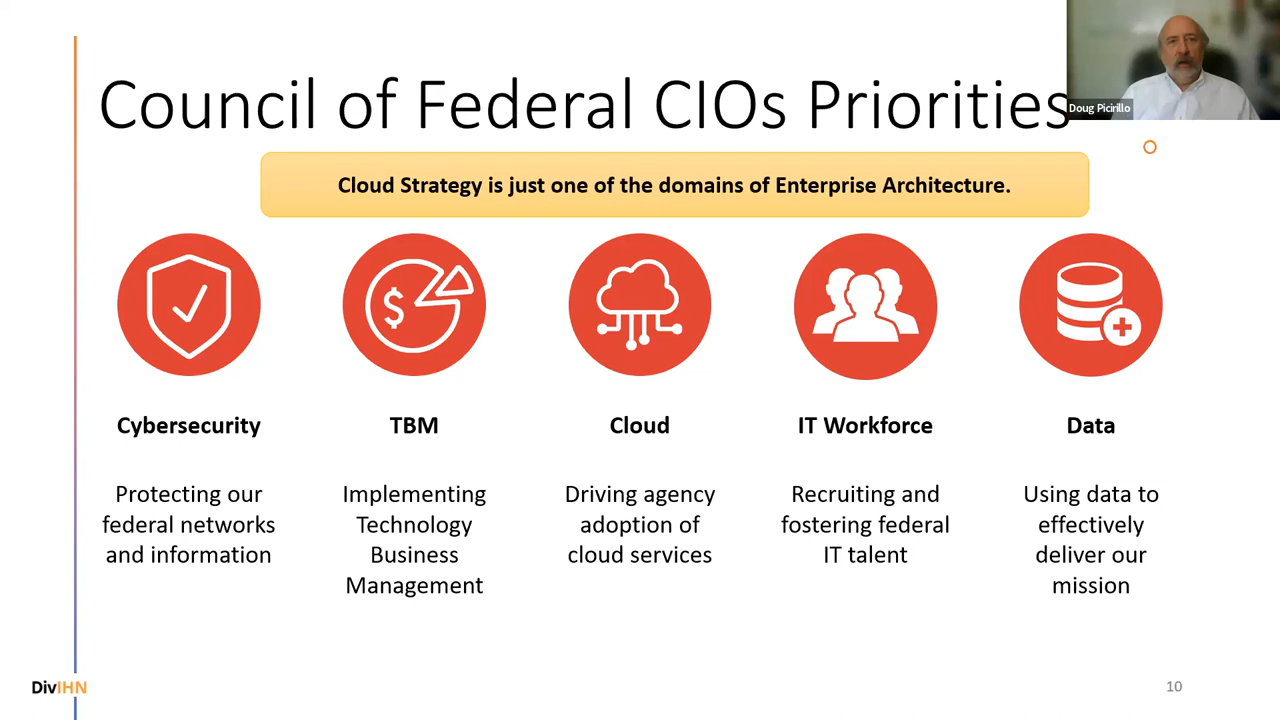 Council of Federal CIOs Priorities
Doug Picirillo
Cloud Strategy is just one of the domains of Enterprise Architecture.
Cybersecurity
Protecting our
federal networks
and information
TBM
Implementing
Technology
Business
Management
Cloud
Driving agency
adoption of
cloud services
IT Workforce
Recruiting and
fostering federal
IT talent
Data
Using data to
effectively
deliver our
mission
DivIHN
10